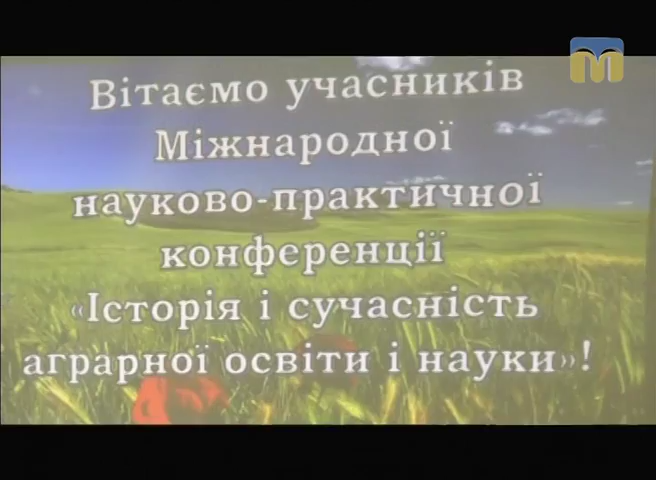 Вітаємо учасників
Міжнародної
науково-практичної
конференції
«Історія і сучасність
аграрної освіти і науки»!